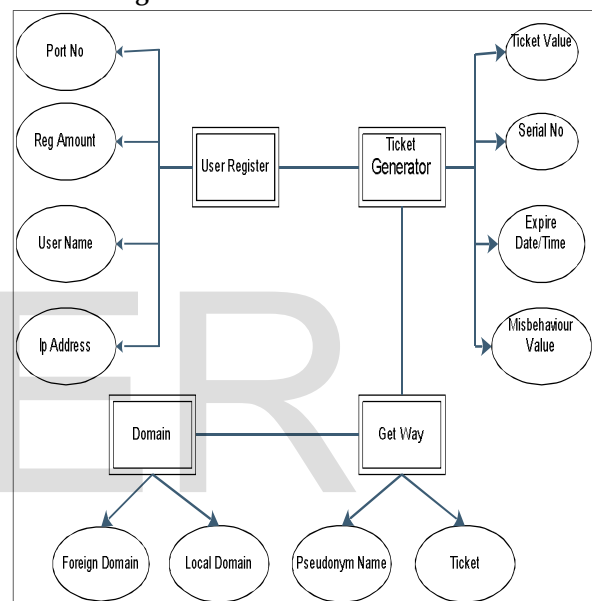 Port No
Ticket Value
Reg Amount
User Register
Ticket
Generator
Serial No
User Name
Expire
Date/Time
Ip Address
Misbehaviour
Value
Domain
Get Way
Foreign Domain
Local Domain
Pseudonym Name
Ticket
ER